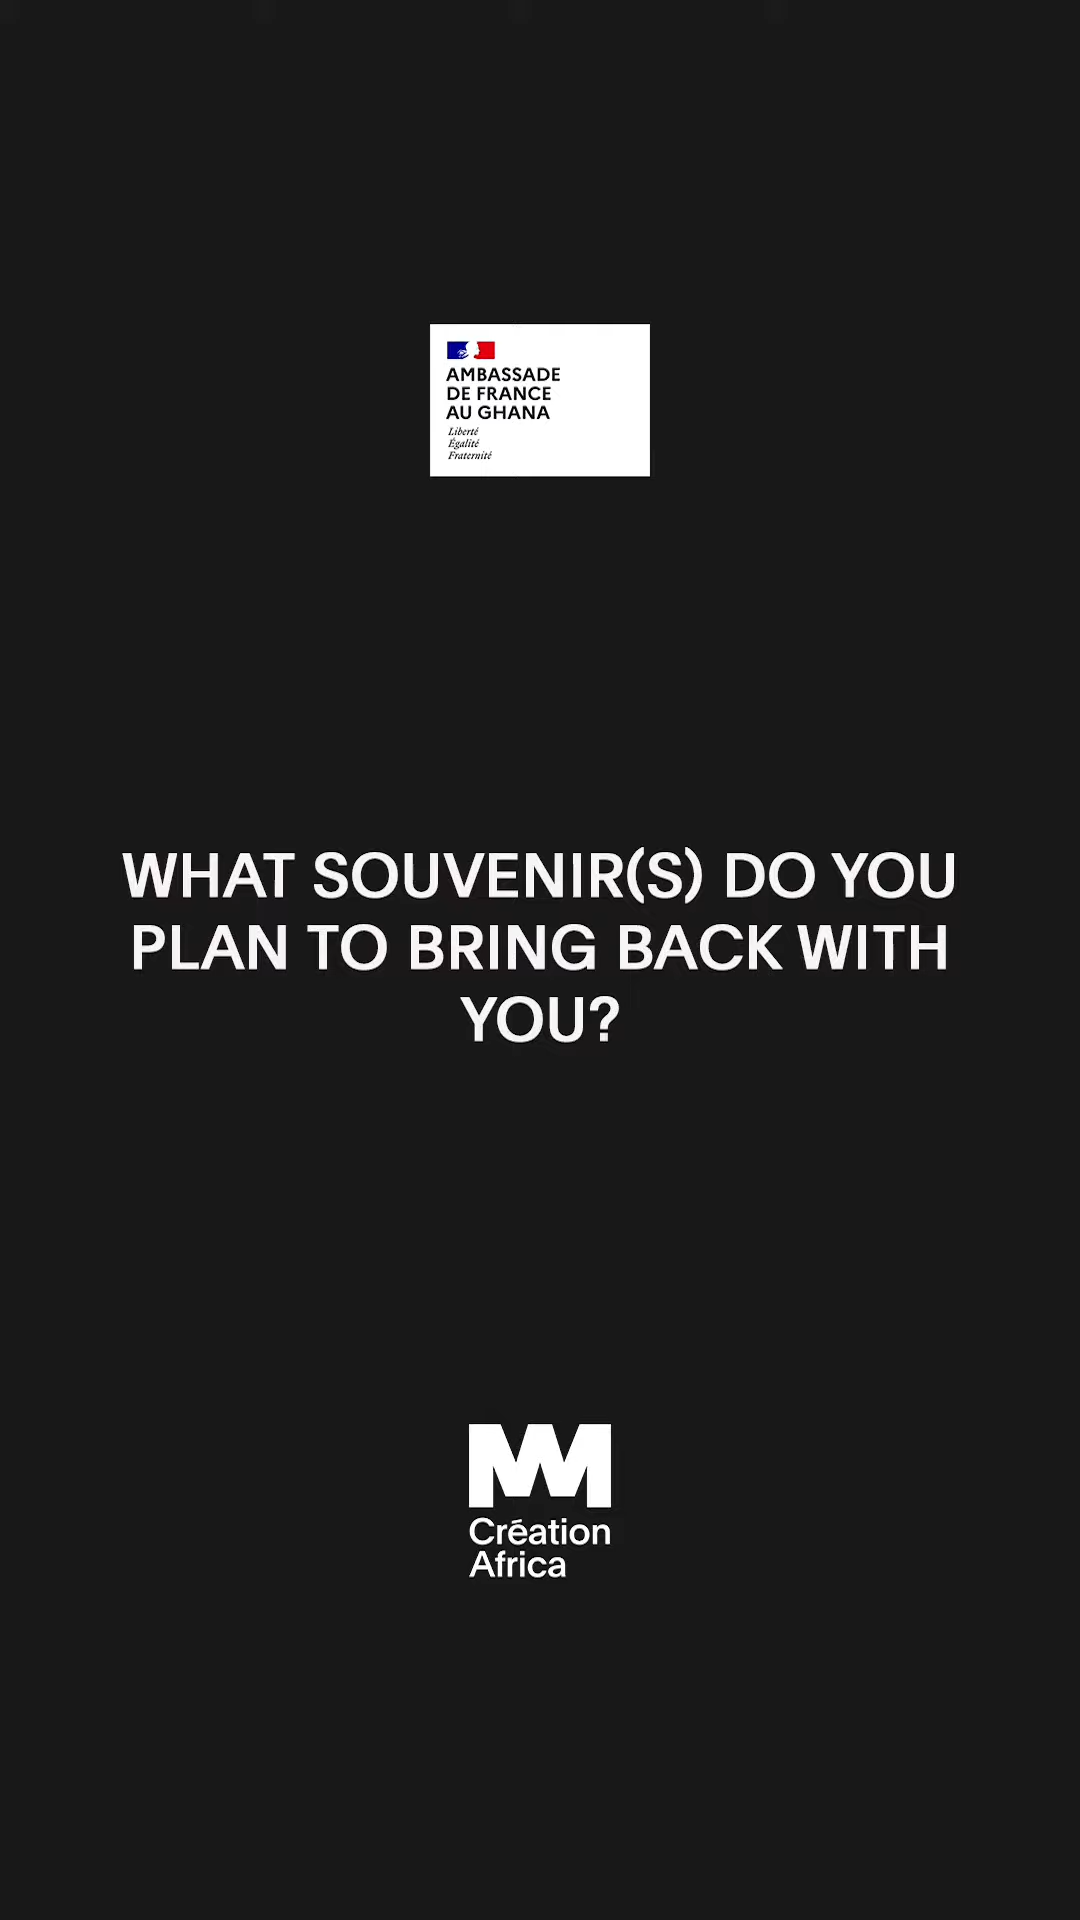 AMBASSADE
DE FRANCE
AU GHANA
Liberté
Égalité
Fraternité
WHAT SOUVENIR(S) DO YOU
PLAN TO BRING BACK WITH
YOU?
Création
Africa